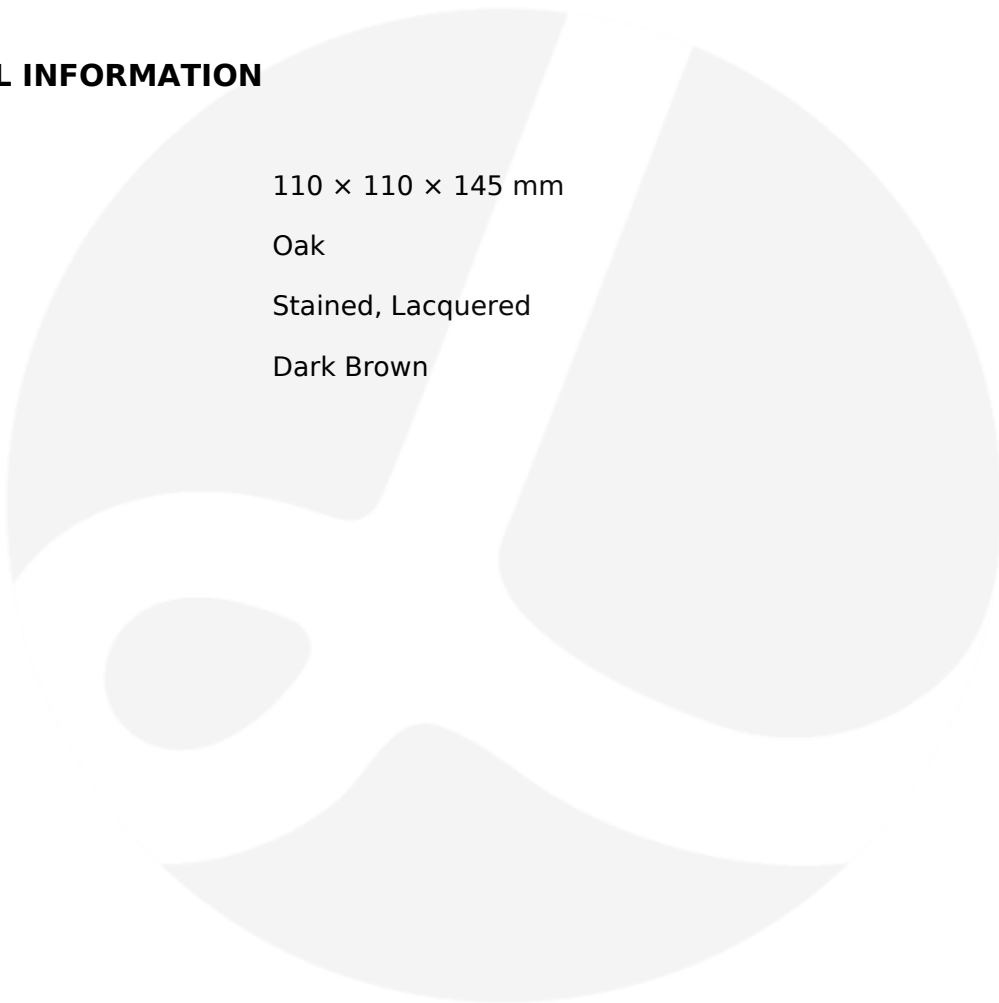 L INFORMATION
110 × 110 × 145 mm
Oak
Stained, Lacquered
Dark Brown